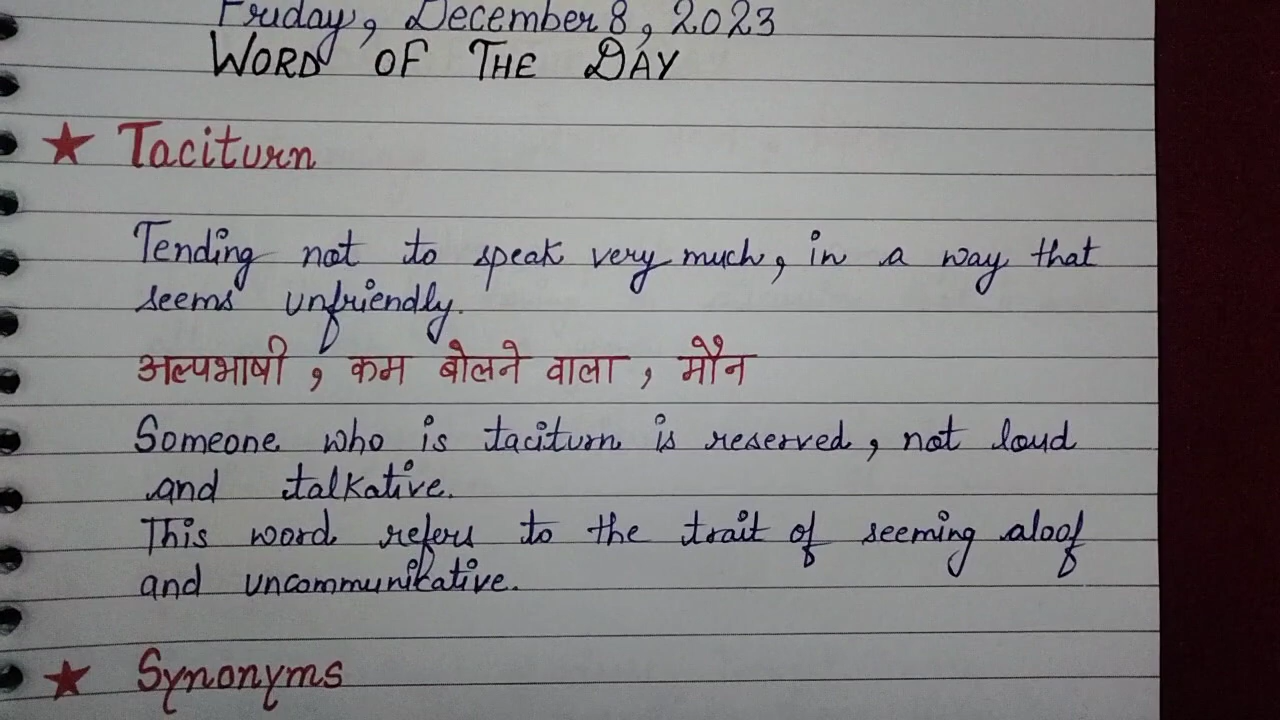 Friday, December 8, 2023
WORD OF THE DAY
★ Taciturn
Tending not to speak very much, in a way that
seems unfriendly.
अल्पभाषी, कम बोलने वाला, मौन
Someone who is taciturn is reserved, not loud
and talkative.
This word refers to the trait of seeming aloof
and uncommunikative.
★ Synonyms